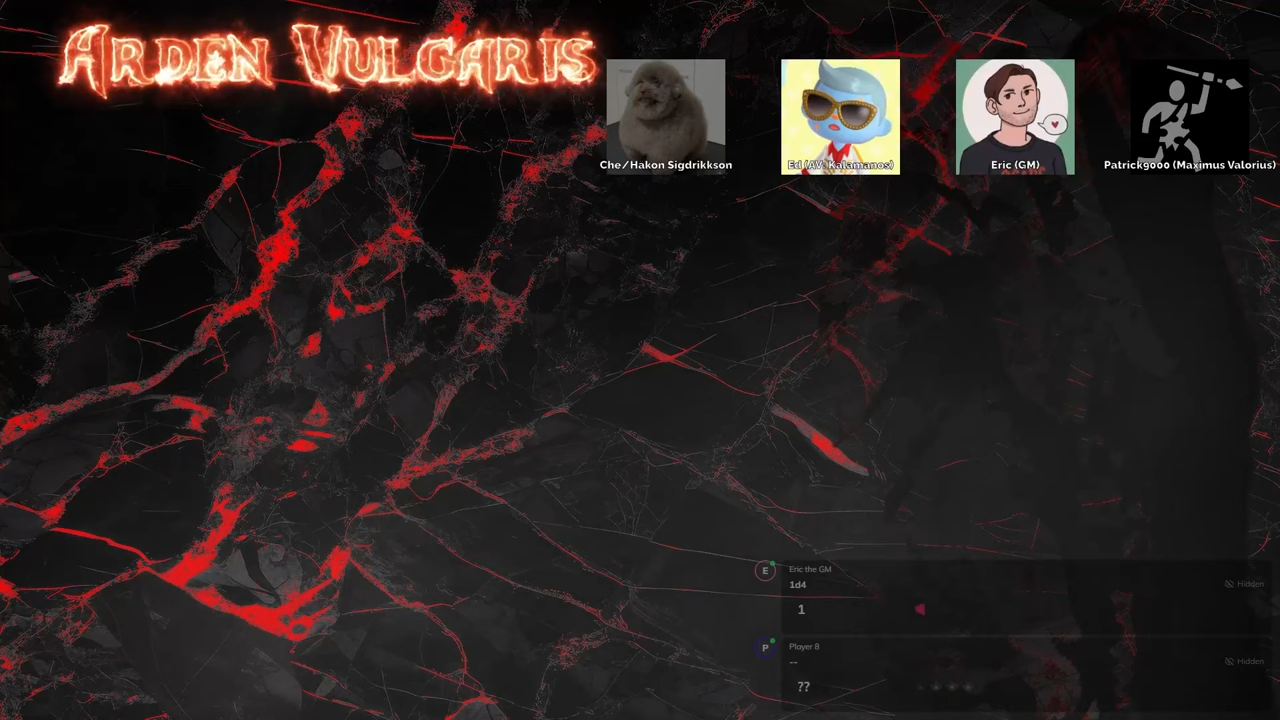 ARDEN VULGARIS
Che/Hakon Sigdrikkson
Ed (AV: Kalamanos)
Eric (GM)
Patrick9000 (Maximus Valorius)
E
Eric the GM
1d4
Hidden
1
P
Player 8
--
Hidden
??